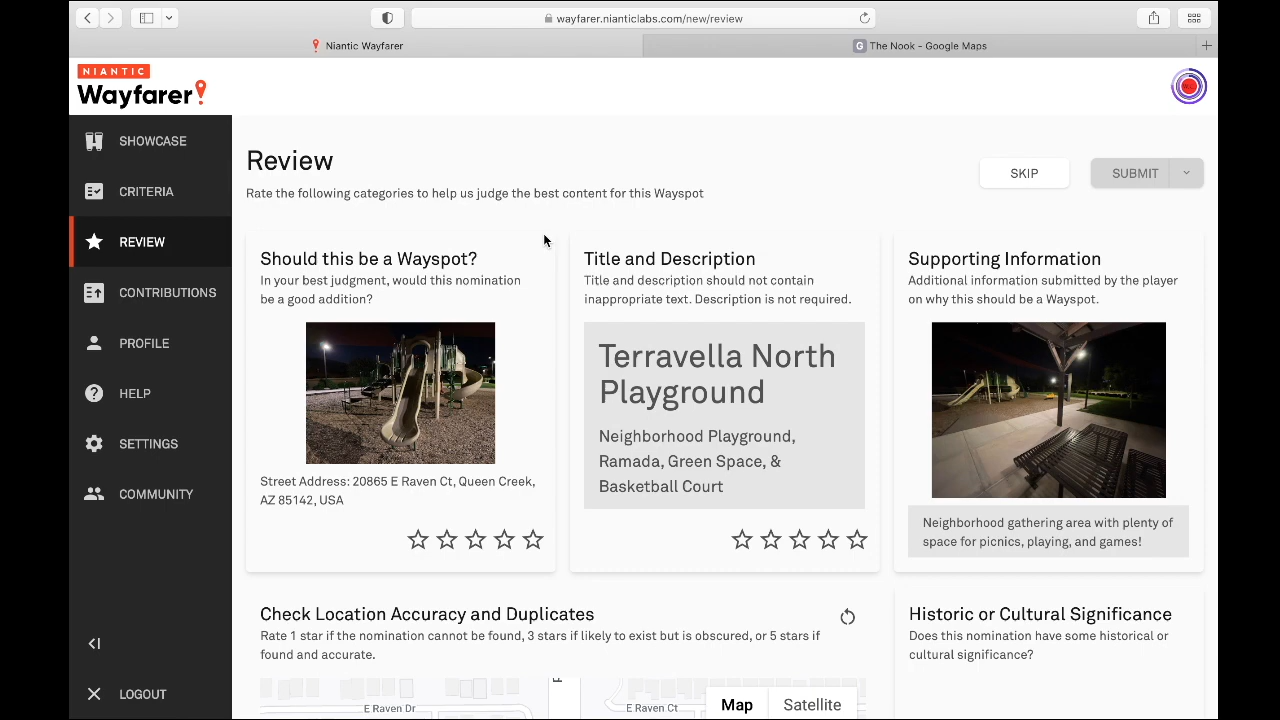 wayfarer.nianticlabs.com/new/review
Niantic Wayfarer
The Nook - Google Maps
NIANTIC
Wayfarer
SHOWCASE
CRITERIA
REVIEW
CONTRIBUTIONS
PROFILE
HELP
SETTINGS
COMMUNITY
LOGOUT
Review
Rate the following categories to help us judge the best content for this Wayspot
SKIP
SUBMIT
Should this be a Wayspot?
In your best judgment, would this nomination
be a good addition?
Street Address: 20865 E Raven Ct, Queen Creek,
AZ 85142, USA
Title and Description
Title and description should not contain
inappropriate text. Description is not required.
Terravella North
Playground
Neighborhood Playground,
Ramada, Green Space, &
Basketball Court
Supporting Information
Additional information submitted by the player
on why this should be a Wayspot.
Neighborhood gathering area with plenty of
space for picnics, playing, and games!
Check Location Accuracy and Duplicates
Rate 1 star if the nomination cannot be found, 3 stars if likely to exist but is obscured, or 5 stars if
found and accurate.
E Raven Dr
E Raven Ct
Map
Satellite
Historic or Cultural Significance
Does this nomination have some historical or
cultural significance?